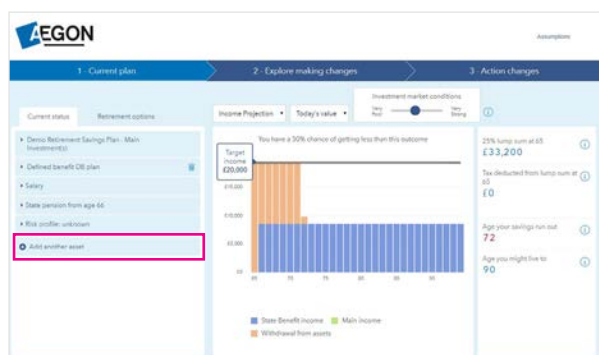 AEGON
Assumptions
1 - Current plan
2 - Explore making changes
3 - Action changes
Investment market conditions
Current status
Retirement options
Income Projection
Today's value
Very Poor
Very Strong
Demo Retirement Savings Plan - Main
Investment(s)
Defined benefit DB plan
Salary
State pension from age 66
Risk profile: unknown
Add another asset
You have a 50% chance of getting less than this outcome
Target
income
£20,000
£15,000
£10,000
£5,000
£0
65
70
75
80
85
90
95
State Benefit income
Main income
Withdrawal from assets
25% lump sum at 65
£33,200
Tax deducted from lump sum at
65
£0
Age your savings run out
72
Age you might live to
90